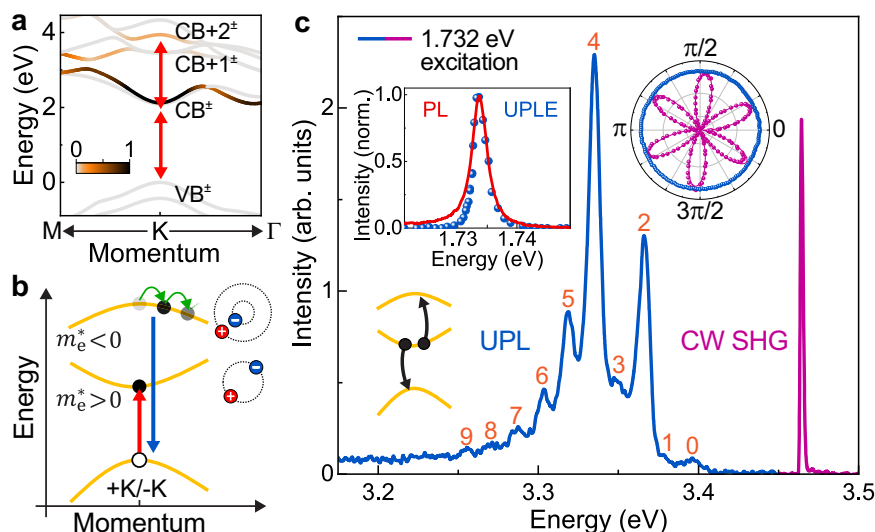 a
Energy (eV)
4
2
0
CB+2±
CB+1±
CB±
VB±
0 1
M K Γ
Momentum
b
Energy
m*e<0
m*e>0
+K/-K
Momentum
c
Intensity (arb. units)
2
1
0
1.732 eV
excitation
Intensity (norm.)
1.0
0.5
0.0
PL UPLE
1.73 1.74
Energy (eV)
π/2
π
0
3π/2
4
2
5
3
6
7
8
9
1
0
UPL
CW SHG
3.2 3.3 3.4 3.5
Energy (eV)